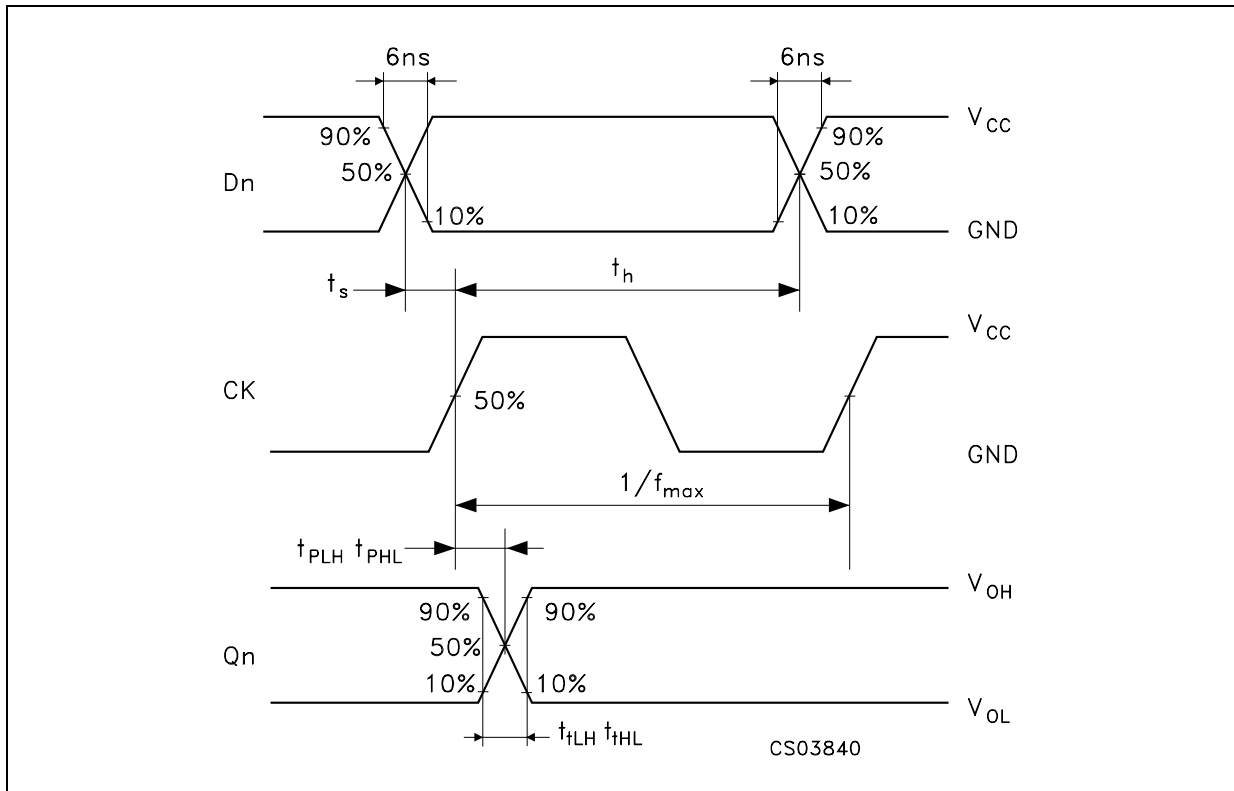 6ns 6ns
90% 90% V_CC
50% 50%
Dn
10% 10%
GND
t_s t_h
V_CC
CK
50%
GND
1/f_max
t_PLH t_PHL
V_OH
90% 90%
50%
Qn
10% 10%
V_OL
t_tLH t_tHL
CS03840